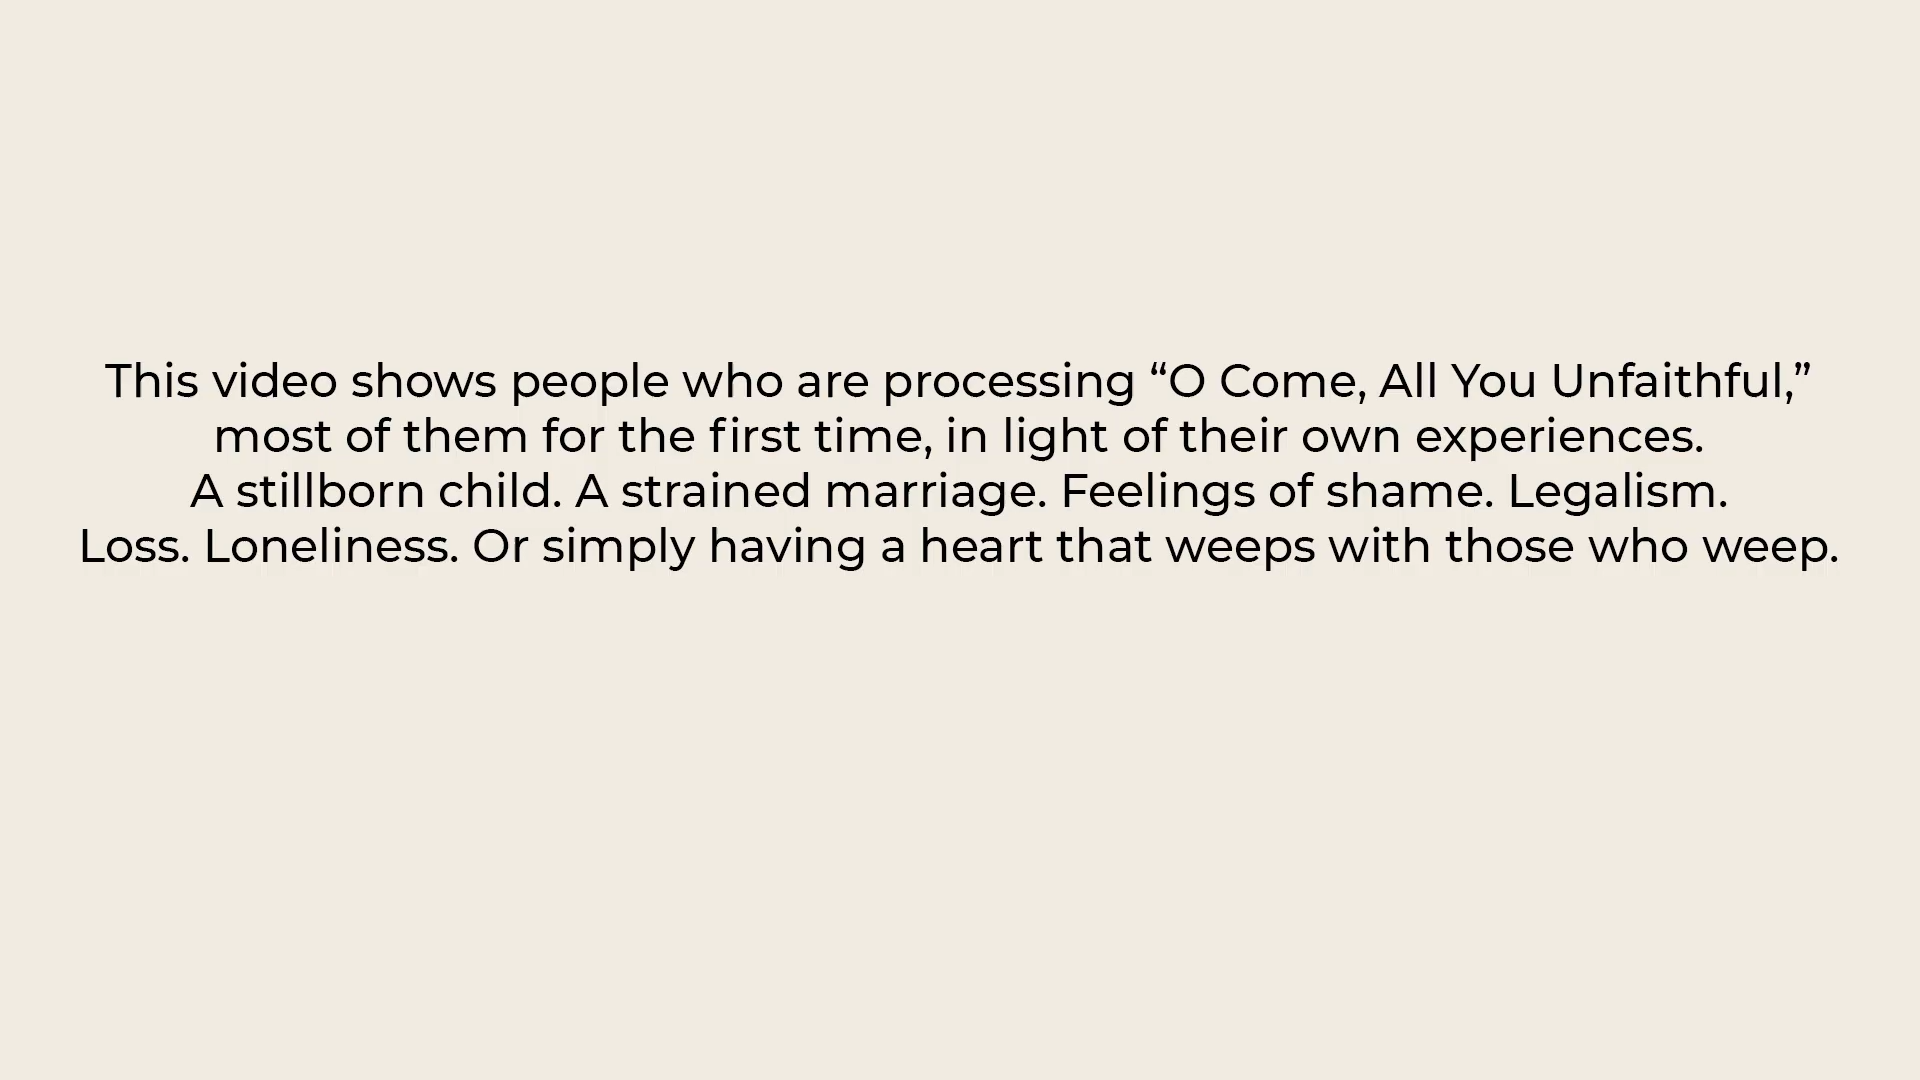 This video shows people who are processing “O Come, All You Unfaithful,”
most of them for the first time, in light of their own experiences.
A stillborn child. A strained marriage. Feelings of shame. Legalism.
Loss. Loneliness. Or simply having a heart that weeps with those who weep.